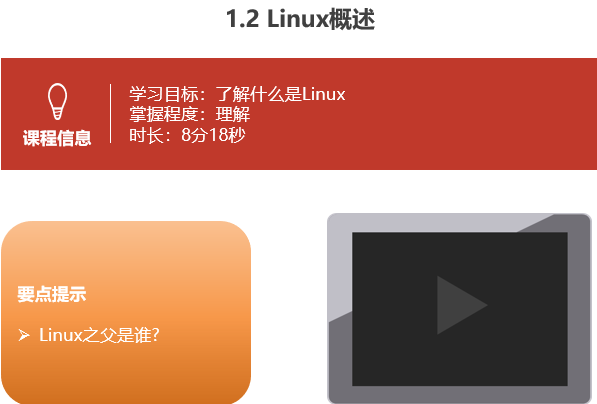 1.2 Linux概述
课程信息
学习目标：了解什么是Linux
掌握程度：理解
时长：8分18秒
要点提示
➢ Linux之父是谁?